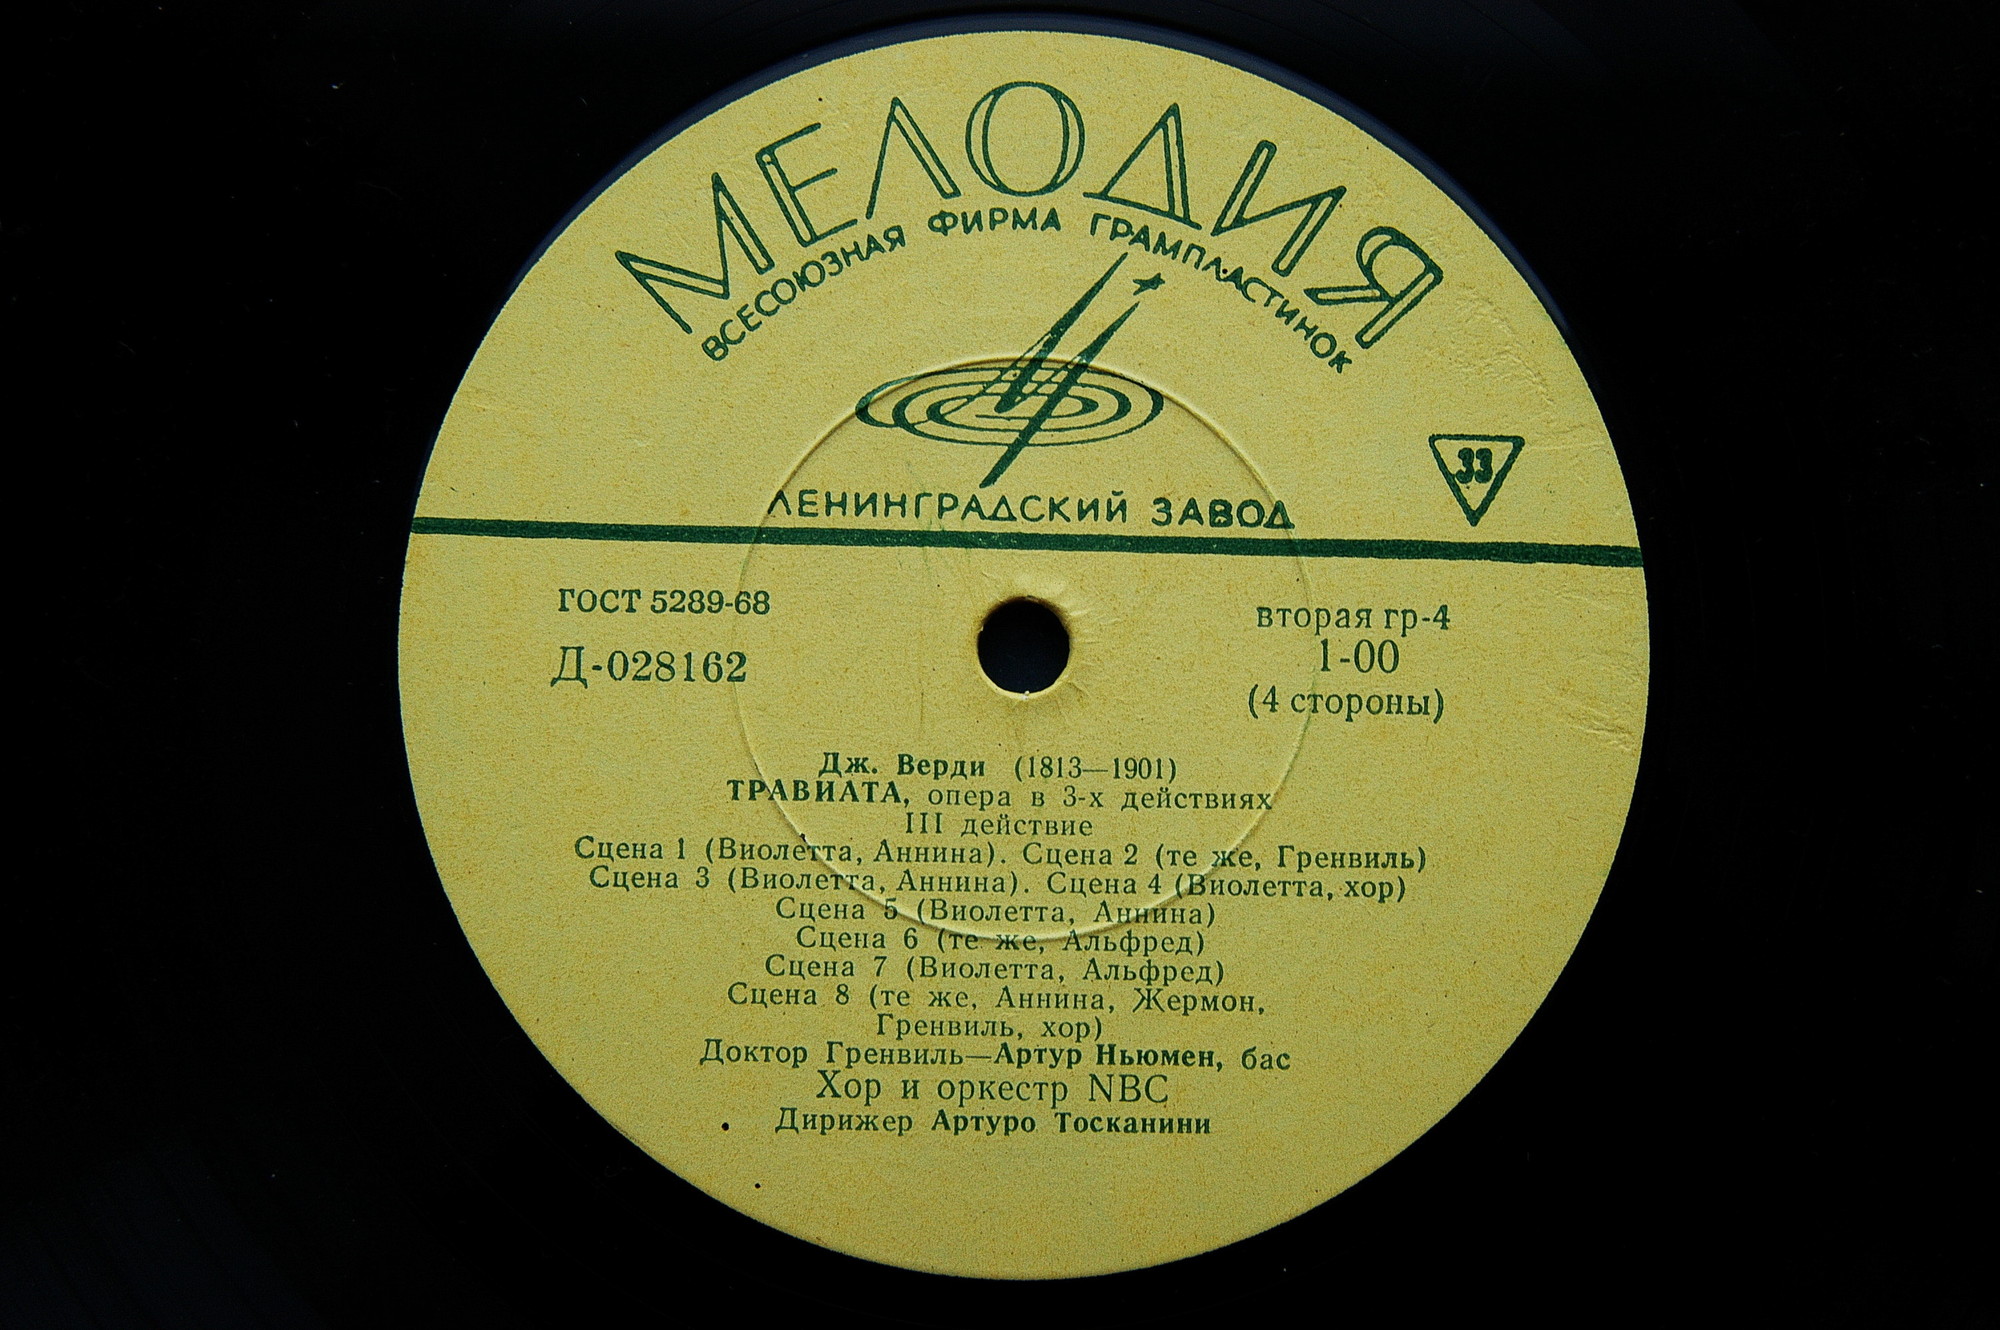 МЕЛОДИЯ
ВСЕСОЮЗНАЯ ФИРМА ГРАМПЛАСТИНОК
33
ЛЕНИНГРАДСКИЙ ЗАВОД
ГОСТ 5289-68
Д-028162
вторая гр-4
1-00
(4 стороны)
Дж. Верди (1813—1901)
ТРАВИАТА, опера в 3-х действиях
III действие
Сцена 1 (Виолетта, Аннина). Сцена 2 (те же, Гренвиль)
Сцена 3 (Виолетта, Аннина). Сцена 4 (Виолетта, хор)
Сцена 5 (Виолетта, Аннина)
Сцена 6 (те же, Альфред)
Сцена 7 (Виолетта, Альфред)
Сцена 8 (те же, Аннина, Жермон,
Гренвиль, хор)
Доктор Гренвиль—Артур Ньюмен, бас
Хор и оркестр NBC
Дирижер Артуро Тосканини